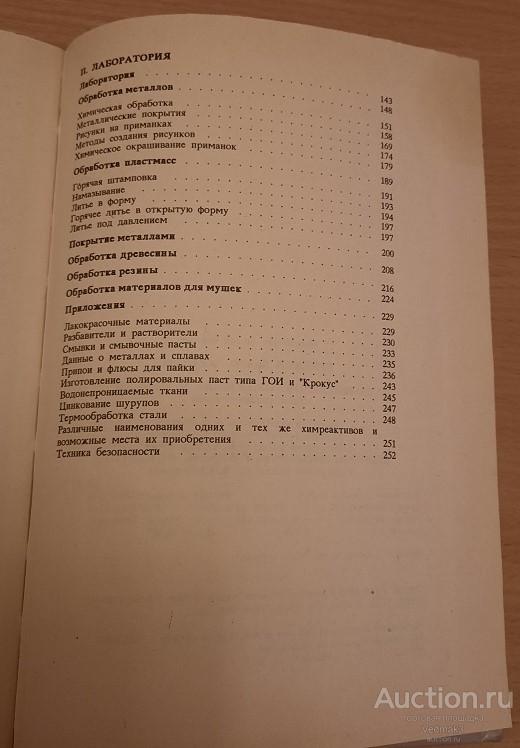 П. ЛАБОРАТОРИЯ
Лаборатория . . . 143
Обработка металлов . . . 148
Химическая обработка . . . 151
Металлические покрытия . . . 158
Рисунки на приманках . . . 169
Методы создания рисунков . . . 174
Химическое окрашивание приманок . . . 179
Обработка пластмасс . . . 189
Горячая штамповка . . . 191
Намазывание . . . 193
Литье в форму . . . 194
Горячее литье в открытую форму . . . 197
Литье под давлением . . . 197
Покрытие металлами . . . 200
Обработка древесины . . . 208
Обработка резины . . . 216
Обработка материалов для мушек . . . 224
Приложения . . . 229
Лакокрасочные материалы . . . 229
Разбавители и растворители . . . 230
Смывки и смывочные пасты . . . 233
Данные о металлах и сплавах . . . 235
Припои и флюсы для пайки . . . 236
Изготовление полировальных паст типа ГОИ и "Крокус" . . . 243
Водонепроницаемые ткани . . . 245
Цинкование шурупов . . . 247
Термообработка стали . . . 248
Различные наименования одних и тех же химреактивов и
возможные места их приобретения . . . 251
Техника безопасности . . . 252
Auction.ru
торговая площадка